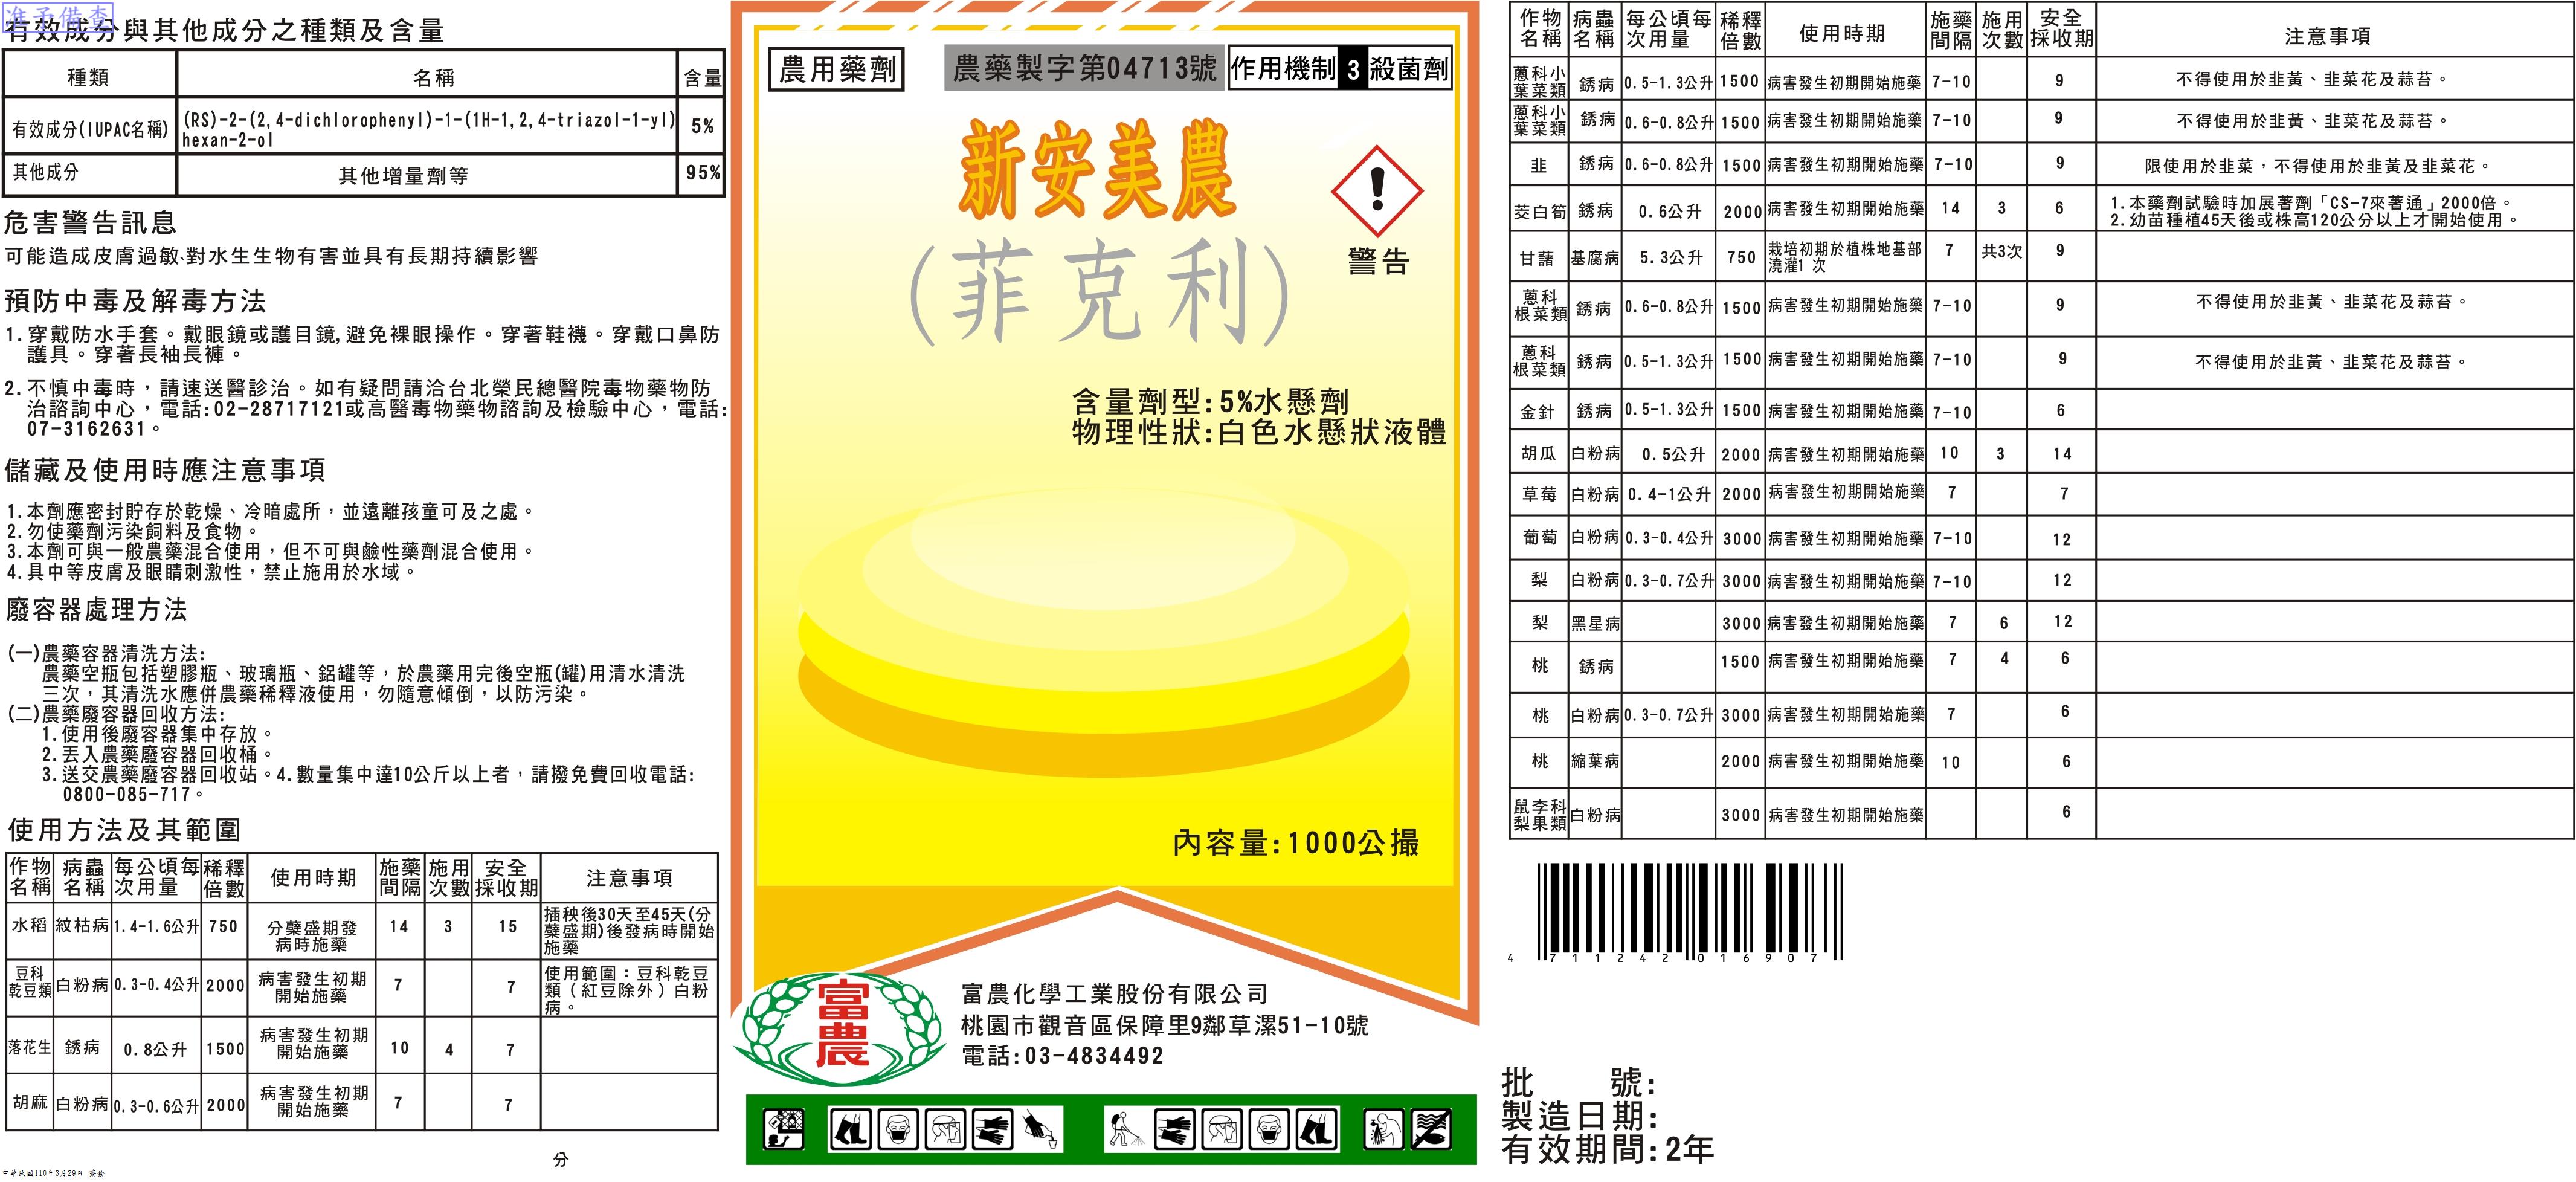 准予備查
有效成分與其他成分之種類及含量
種類 名稱 含量
有效成分(IUPAC名稱) (RS)-2-(2,4-dichlorophenyl)-1-(1H-1,2,4-triazol-1-yl) 5%
hexan-2-ol
其他成分 其他增量劑等 95%
危害警告訊息
可能造成皮膚過敏、對水生生物有害並具有長期持續影響
預防中毒及解毒方法
1.穿戴防水手套。戴眼鏡或護目鏡,避免裸眼操作。穿著鞋襪。穿戴口鼻防
護具。穿著長袖長褲。
2.不慎中毒時，請速送醫診治。如有疑問請洽台北榮民總醫院毒物藥物防
治諮詢中心，電話:02-28717121或高醫毒物藥物諮詢及檢驗中心，電話:
07-3162631。
儲藏及使用時應注意事項
1.本劑應密封貯存於乾燥、冷暗處所，並遠離孩童可及之處。
2.勿使藥劑污染飼料及食物。
3.本劑可與一般農藥混合使用，但不可與鹼性藥劑混合使用。
4.具中等皮膚及眼睛刺激性，禁止施用於水域。
廢容器處理方法
(一)農藥容器清洗方法:
農藥空瓶包括塑膠瓶、玻璃瓶、鋁罐等，於農藥用完後空瓶(罐)用清水清洗
三次，其清洗水應併農藥稀釋液使用，勿隨意傾倒，以防污染。
(二)農藥廢容器回收方法:
1.使用後廢容器集中存放。
2.丟入農藥廢容器回收桶。
3.送交農藥廢容器回收站。4.數量集中達10公斤以上者，請撥免費回收電話:
0800-085-717。
使用方法及其範圍
作物名稱 病蟲名稱 每公頃每次用量 稀釋倍數 使用時期 施藥間隔 施用次數 安全採收期 注意事項
水稻 紋枯病 1.4-1.6公升 750 分蘗盛期發病時施藥 14 3 15 插秧後30天至45天(分蘗盛期)後發病時開始施藥
豆科乾豆類 白粉病 0.3-0.4公升 2000 病害發生初期開始施藥 7 7 使用範圍：豆科乾豆類（紅豆除外）白粉病。
落花生 銹病 0.8公升 1500 病害發生初期開始施藥 10 4 7
胡麻 白粉病 0.3-0.6公升 2000 病害發生初期開始施藥 7 7
分
中華民國110年3月29日 簽發
農用藥劑
農藥製字第04713號
作用機制 3 殺菌劑
新安美農
(菲克利)
警告
含量劑型:5%水懸劑
物理性狀:白色水懸狀液體
內容量:1000公撮
富農
富農化學工業股份有限公司
桃園市觀音區保障里9鄰草漯51-10號
電話:03-4834492
作物名稱 病蟲名稱 每公頃每次用量 稀釋倍數 使用時期 施藥間隔 施用次數 安全採收期 注意事項
蔥科小葉菜類 銹病 0.5-1.3公升 1500 病害發生初期開始施藥 7-10 9 不得使用於韭黃、韭菜花及蒜苔。
蔥科小葉菜類 銹病 0.6-0.8公升 1500 病害發生初期開始施藥 7-10 9 不得使用於韭黃、韭菜花及蒜苔。
韭 銹病 0.6-0.8公升 1500 病害發生初期開始施藥 7-10 9 限使用於韭菜，不得使用於韭黃及韭菜花。
茭白筍 銹病 0.6公升 2000 病害發生初期開始施藥 14 3 6 1.本藥劑試驗時加展著劑「CS-7來著通」2000倍。
2.幼苗種植45天後或株高120公分以上才開始使用。
甘藷 基腐病 5.3公升 750 栽培初期於植株地基部澆灌1 次 7 共3次 9
蔥科根菜類 銹病 0.6-0.8公升 1500 病害發生初期開始施藥 7-10 9 不得使用於韭黃、韭菜花及蒜苔。
蔥科根菜類 銹病 0.5-1.3公升 1500 病害發生初期開始施藥 7-10 9 不得使用於韭黃、韭菜花及蒜苔。
金針 銹病 0.5-1.3公升 1500 病害發生初期開始施藥 7-10 6
胡瓜 白粉病 0.5公升 2000 病害發生初期開始施藥 10 3 14
草莓 白粉病 0.4-1公升 2000 病害發生初期開始施藥 7 7
葡萄 白粉病 0.3-0.4公升 3000 病害發生初期開始施藥 7-10 12
梨 白粉病 0.3-0.7公升 3000 病害發生初期開始施藥 7-10 12
梨 黑星病 3000 病害發生初期開始施藥 7 6 12
桃 銹病 1500 病害發生初期開始施藥 7 4 6
桃 白粉病 0.3-0.7公升 3000 病害發生初期開始施藥 7 6
桃 縮葉病 2000 病害發生初期開始施藥 10 6
鼠李科梨果類 白粉病 3000 病害發生初期開始施藥 6
4 711242 016907
批 號:
製造日期:
有效期間:2年